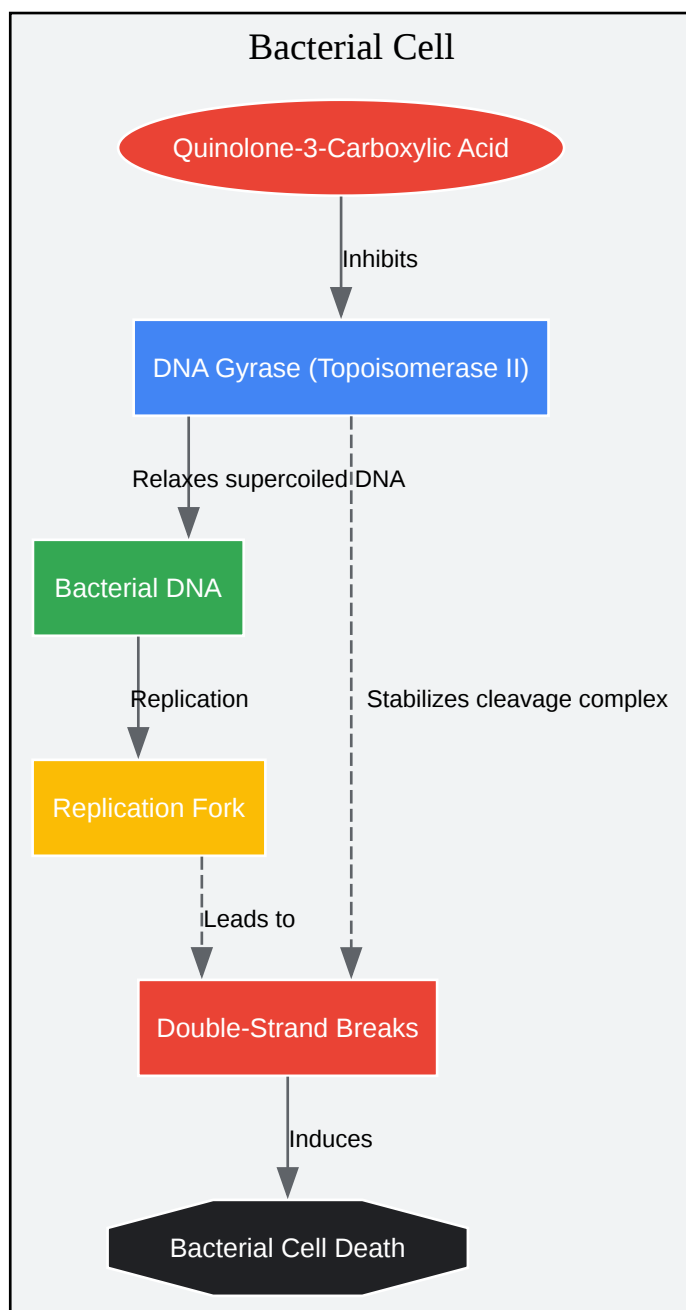 Bacterial Cell
Quinolone-3-Carboxylic Acid
Inhibits
DNA Gyrase (Topoisomerase II)
Relaxes supercoiled DNA
Bacterial DNA
Replication
Stabilizes cleavage complex
Replication Fork
Leads to
Double-Strand Breaks
Induces
Bacterial Cell Death